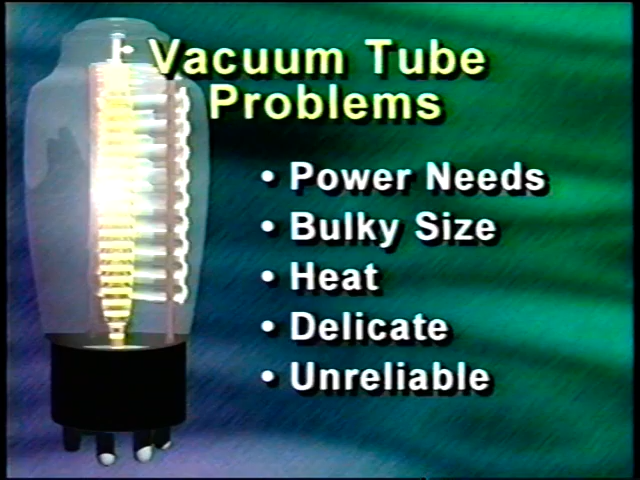 Vacuum Tube
Problems
• Power Needs
• Bulky Size
• Heat
• Delicate
• Unreliable